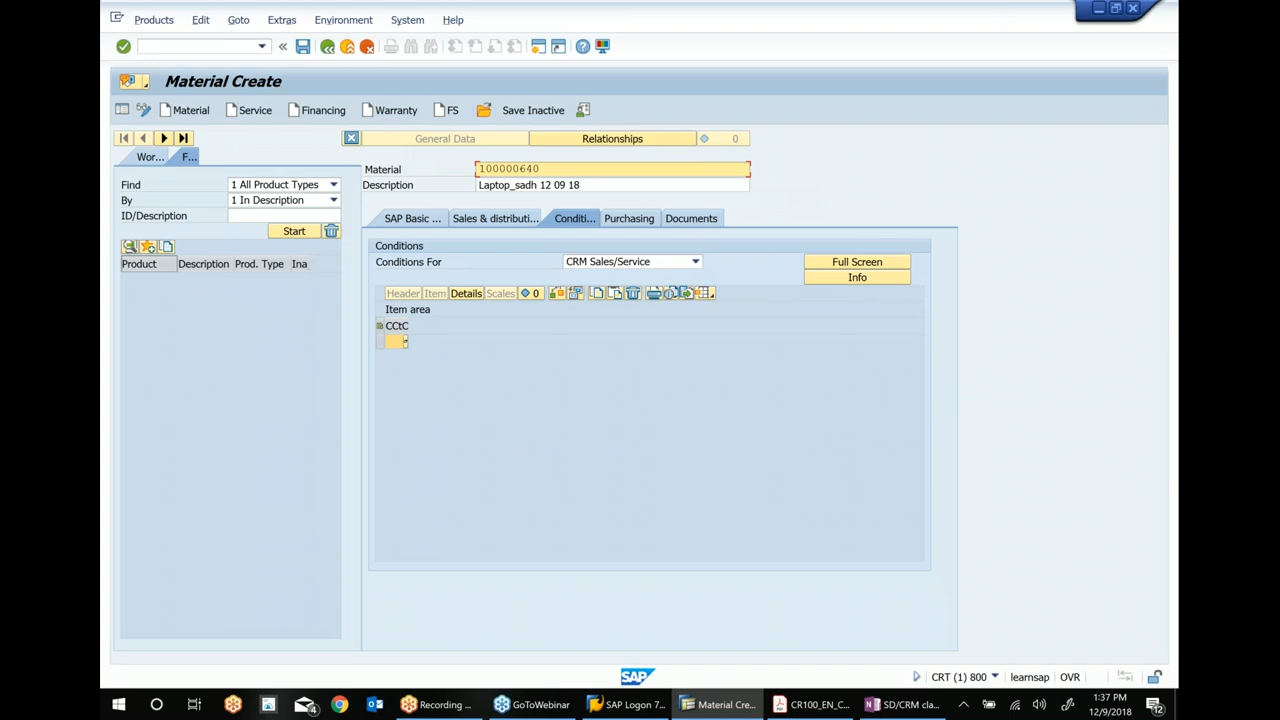 Products Edit Goto Extras Environment System Help
Material Create
Material Service Financing Warranty FS Save Inactive
General Data Relationships 0
Wor... F...
Material 100000640
Description Laptop_sadh 12 09 18
Find 1 All Product Types
By 1 In Description
ID/Description
Start
SAP Basic ... Sales & distributi... Conditi... Purchasing Documents
Product Description Prod. Type Ina
Conditions
Conditions For CRM Sales/Service Full Screen
Info
Header Item Details Scales 0
Item area
CCtC
SAP
CRT (1) 800 learnsap OVR
4 Recording ... GoToWebinar SAP Logon 7... Material Cre... CR100_EN_C... SD/CRM cla... 1:37 PM
12/9/2018 12